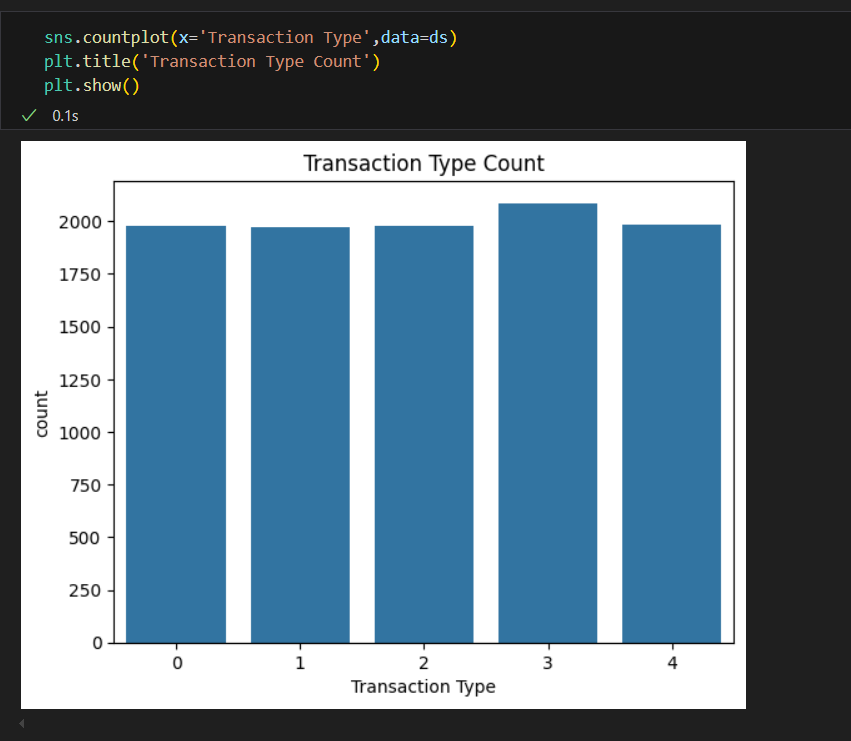 sns.countplot(x='Transaction Type',data=ds)
plt.title('Transaction Type Count')
plt.show()
0.1s
Transaction Type Count
2000
1750
1500
1250
1000
750
500
250
0
count
0 1 2 3 4
Transaction Type